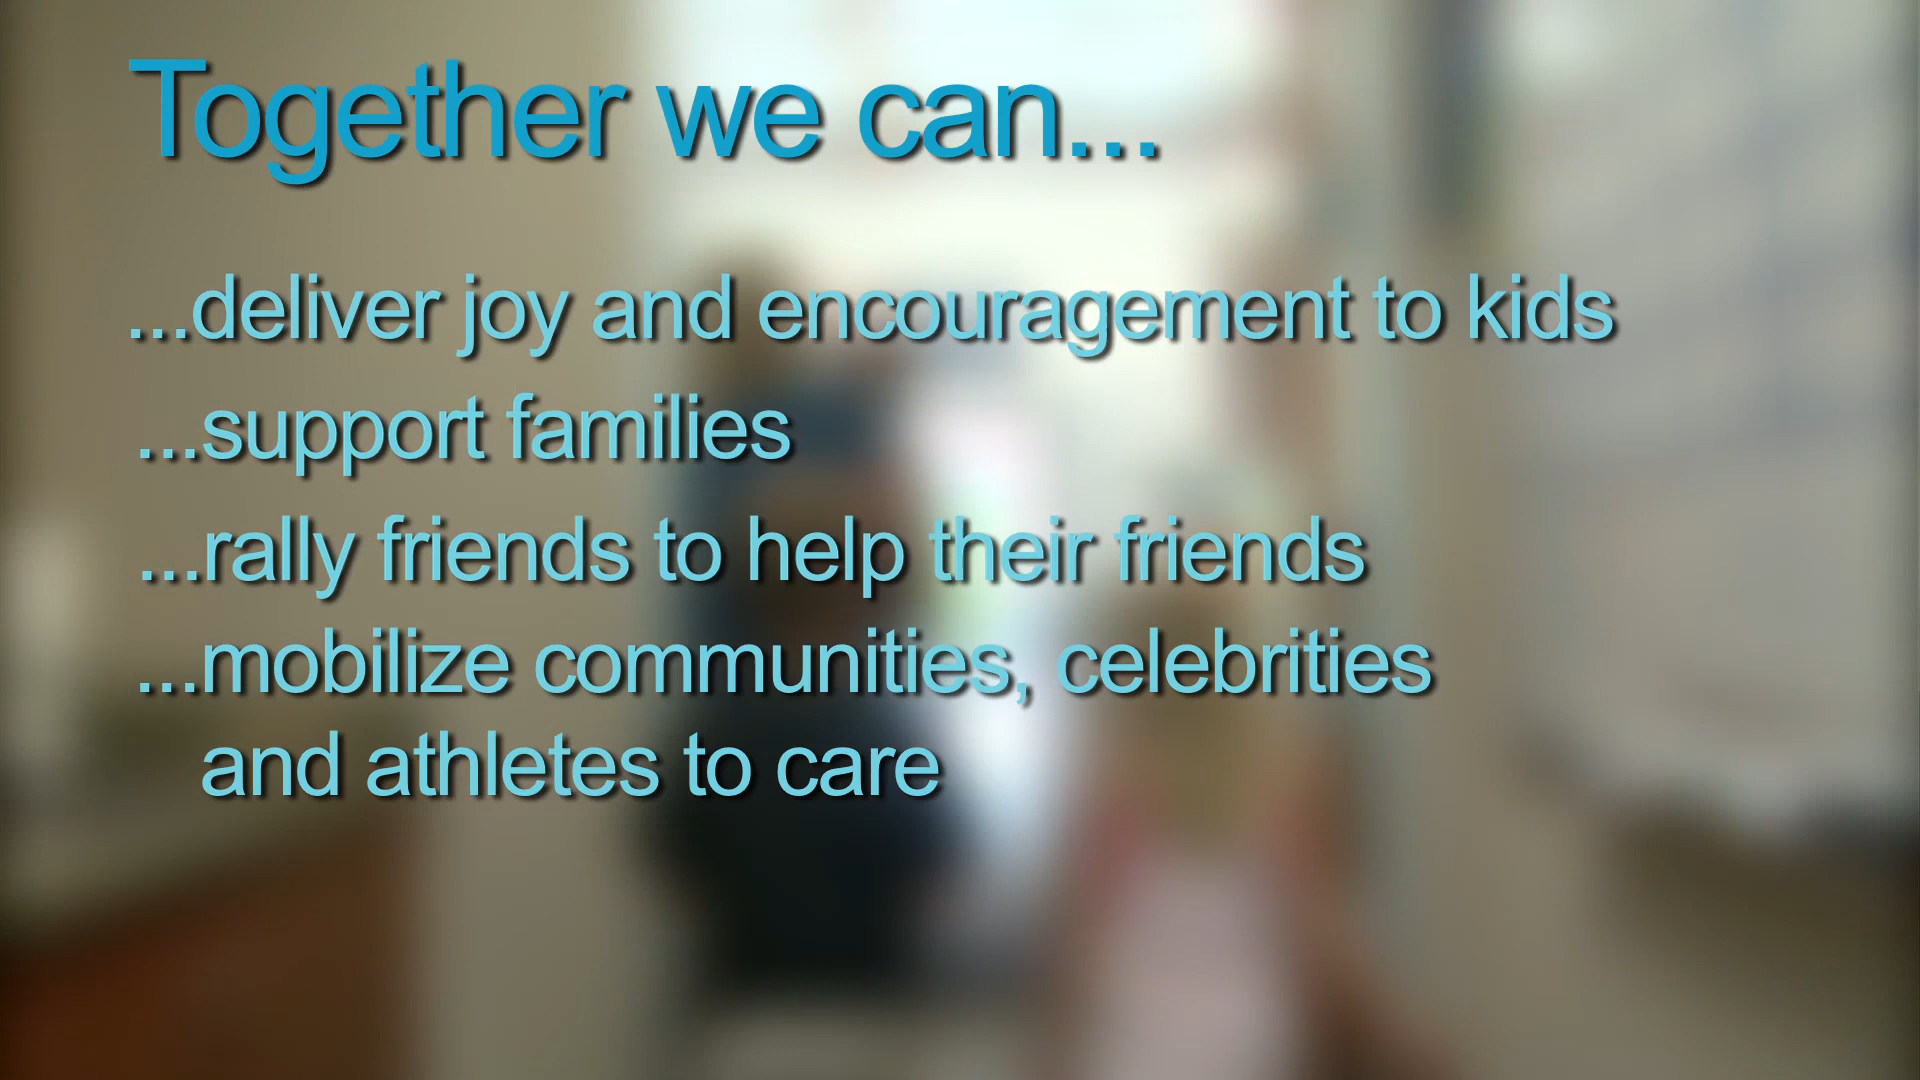 Together we can...
...deliver joy and encouragement to kids
...support families
...rally friends to help their friends
...mobilize communities, celebrities
and athletes to care